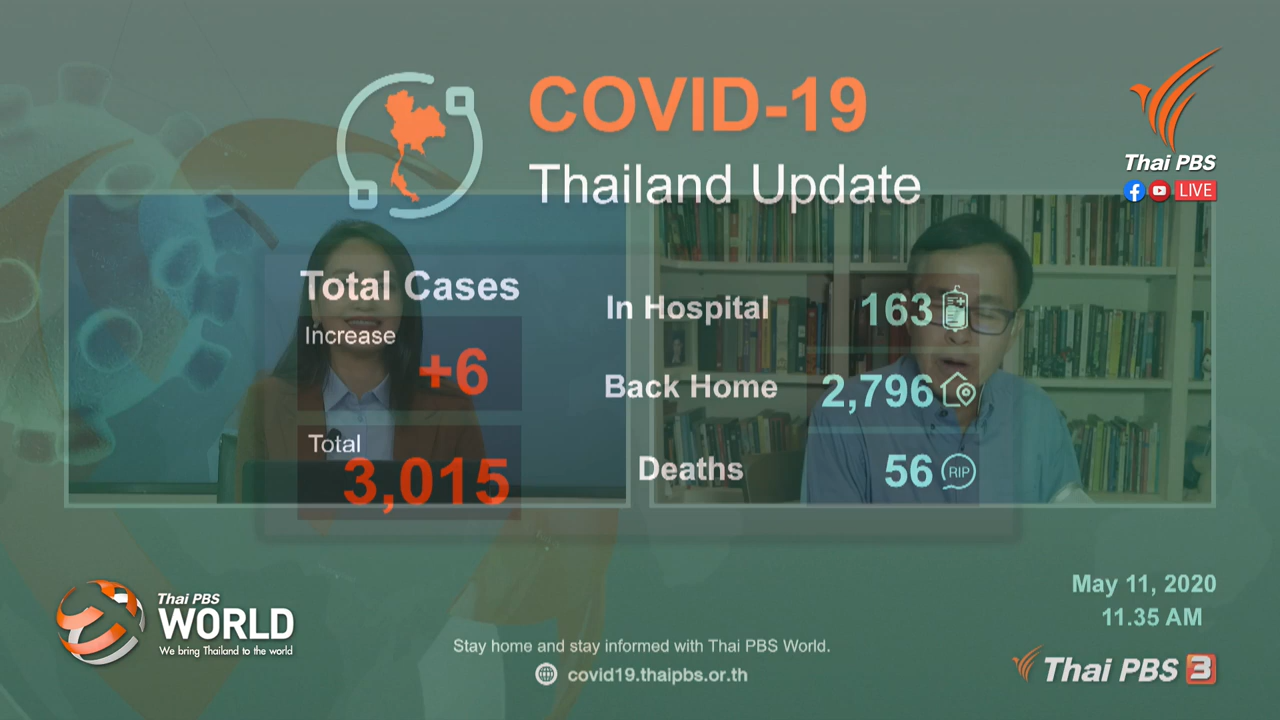 COVID-19
Thailand Update
Thai PBS
LIVE
Total Cases
Increase
+6
Total
3,015
In Hospital 163
Back Home 2,796
Deaths 56 RIP
May 11, 2020
11.35 AM
Thai PBS
WORLD
We bring Thailand to the world
Stay home and stay informed with Thai PBS World.
covid19.thaipbs.or.th
Thai PBS 3